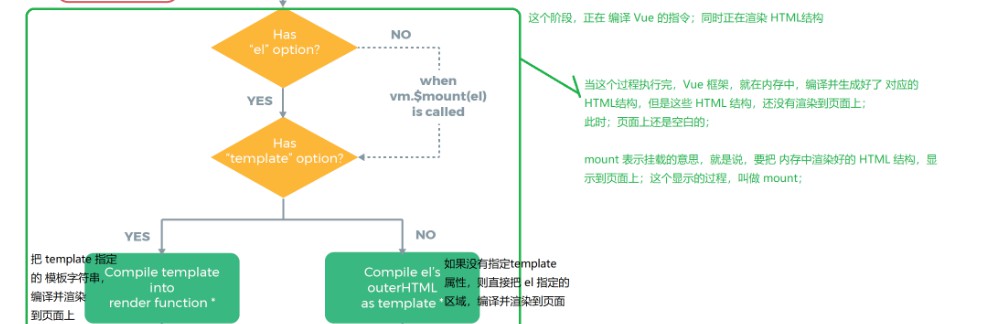 这个阶段，正在 编译 Vue 的指令；同时正在渲染 HTML结构
Has
"el" option?
NO
when
vm.$mount(el)
is called
YES
当这个过程执行完，Vue 框架，就在内存中，编译并生成好了 对应的
HTML结构，但是这些 HTML 结构，还没有渲染到页面上；
此时；页面上还是空白的；
Has
"template" option?
mount 表示挂载的意思，就是说，要把 内存中渲染好的 HTML 结构，显
示到页面上；这个显示的过程，叫做 mount；
YES
NO
把 template 指定
的 模板字符串，
编译并渲染
到页面上
Compile template
into
render function *
Compile el's
outerHTML
as template *
如果没有指定template
属性，则直接把 el 指定的
区域，编译并渲染到页面